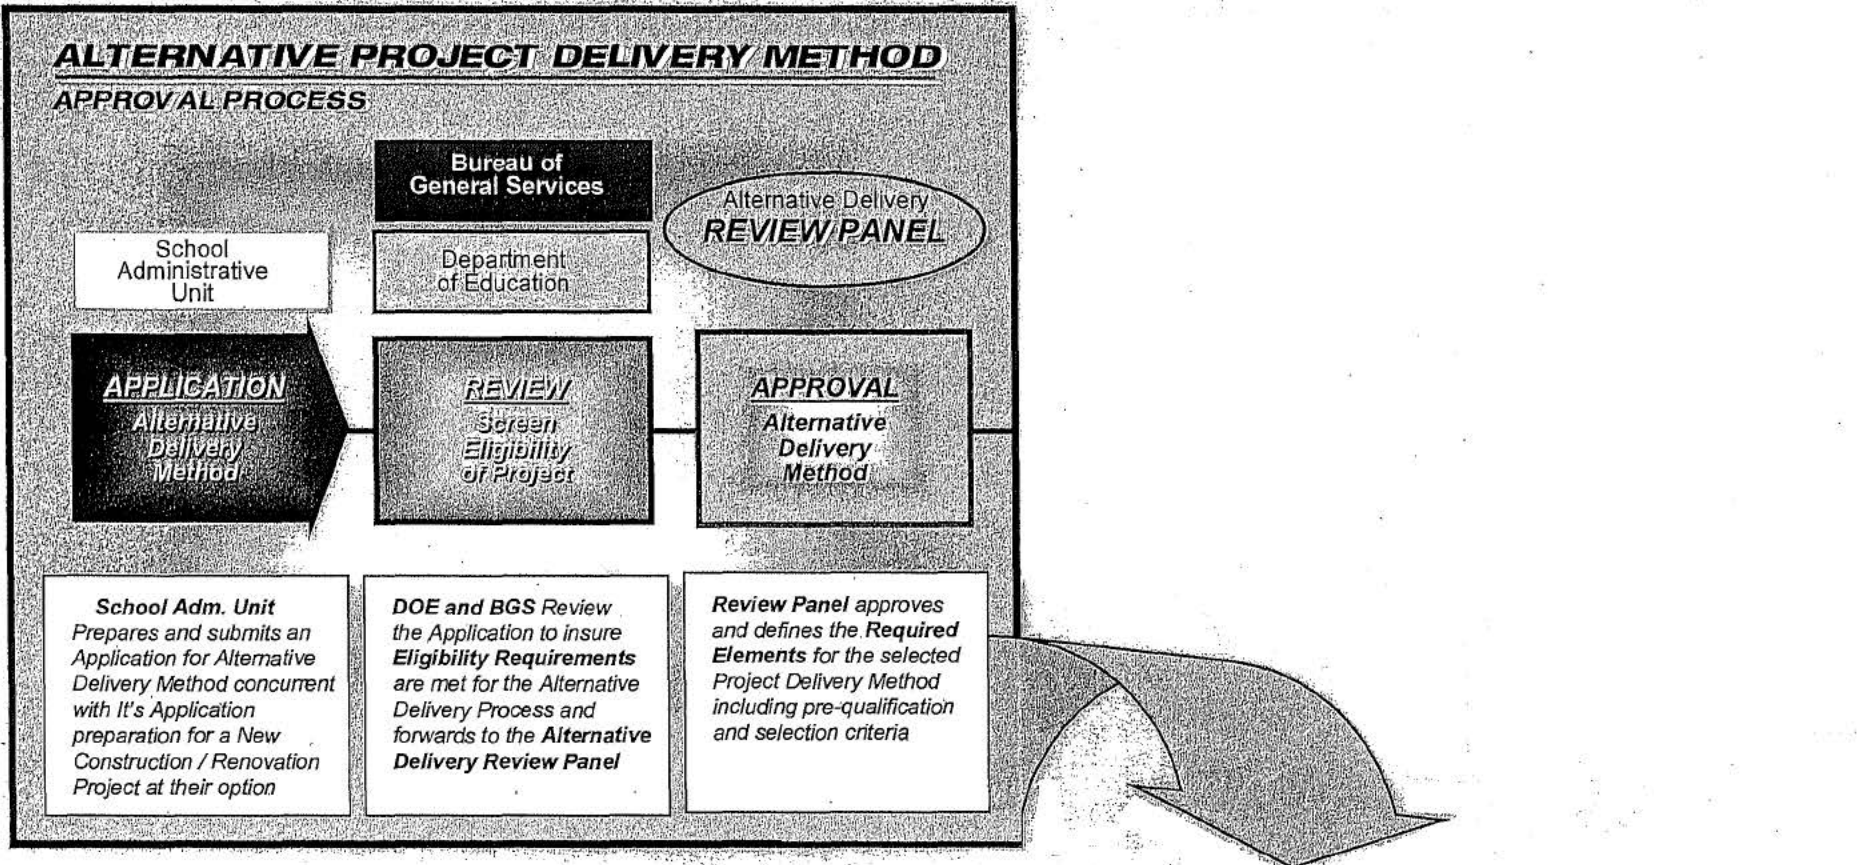 ALTERNATIVE PROJECT DELIVERY METHOD
APPROVAL PROCESS
Bureau of
General Services
Alternative Delivery
REVIEW PANEL
School
Administrative
Unit
Department
of Education
APPLICATION
Alternative
Delivery
Method
REVIEW
Screen
Eligibility
of Project
APPROVAL
Alternative
Delivery
Method
School Adm. Unit
Prepares and submits an
Application for Alternative
Delivery Method concurrent
with It's Application
preparation for a New
Construction / Renovation
Project at their option
DOE and BGS Review
the Application to insure
Eligibility Requirements
are met for the Alternative
Delivery Process and
forwards to the Alternative
Delivery Review Panel
Review Panel approves
and defines the Required
Elements for the selected
Project Delivery Method
including pre-qualification
and selection criteria